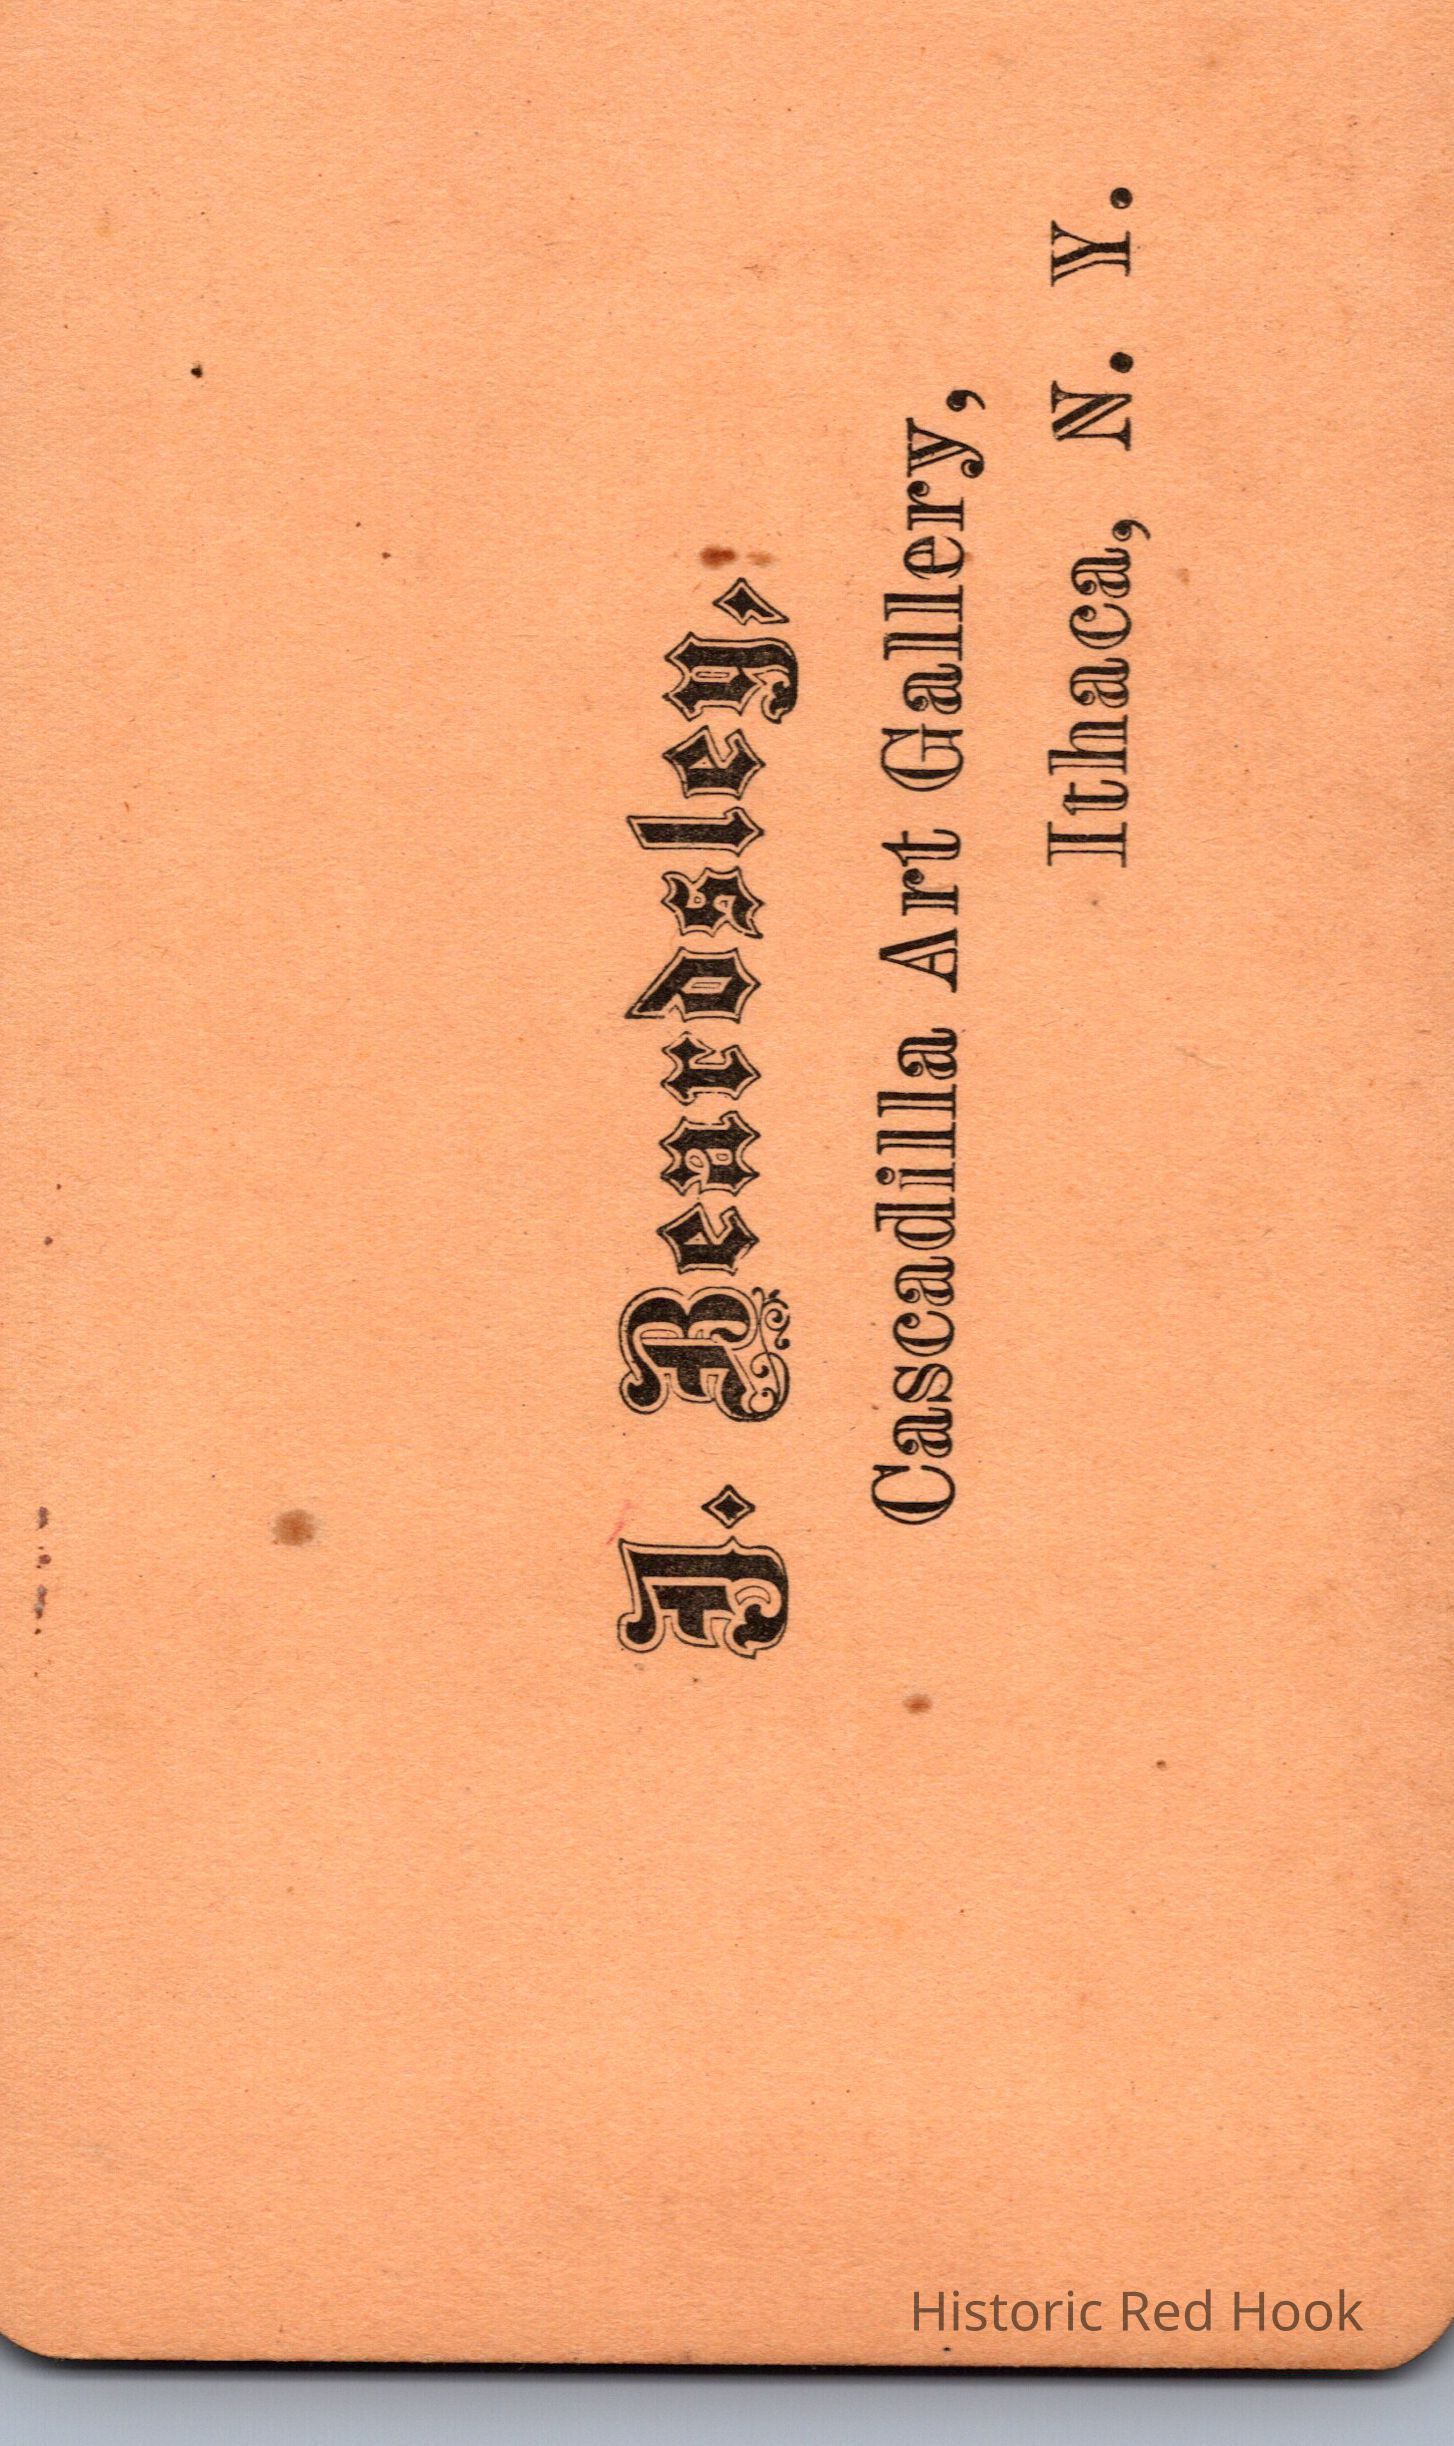 J. Beardsley,
Cascadilla Art Gallery,
Ithaca, N. Y.
Historic Red Hook